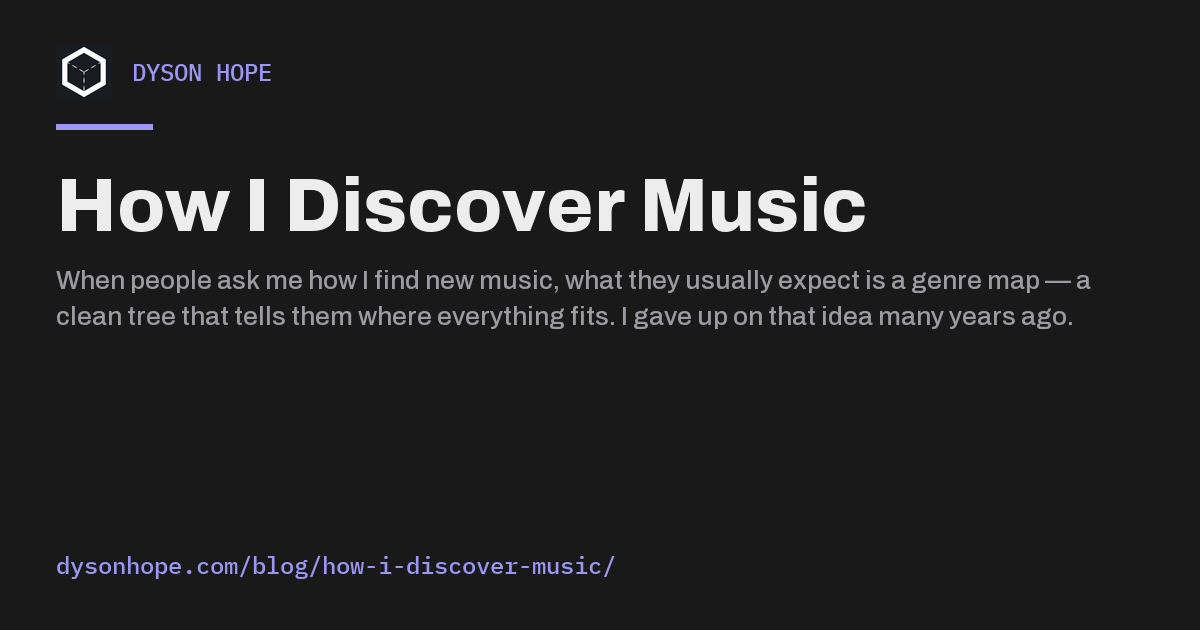 DYSON HOPE
How I Discover Music
When people ask me how I find new music, what they usually expect is a genre map — a
clean tree that tells them where everything fits. I gave up on that idea many years ago.
dysonhope.com/blog/how-i-discover-music/